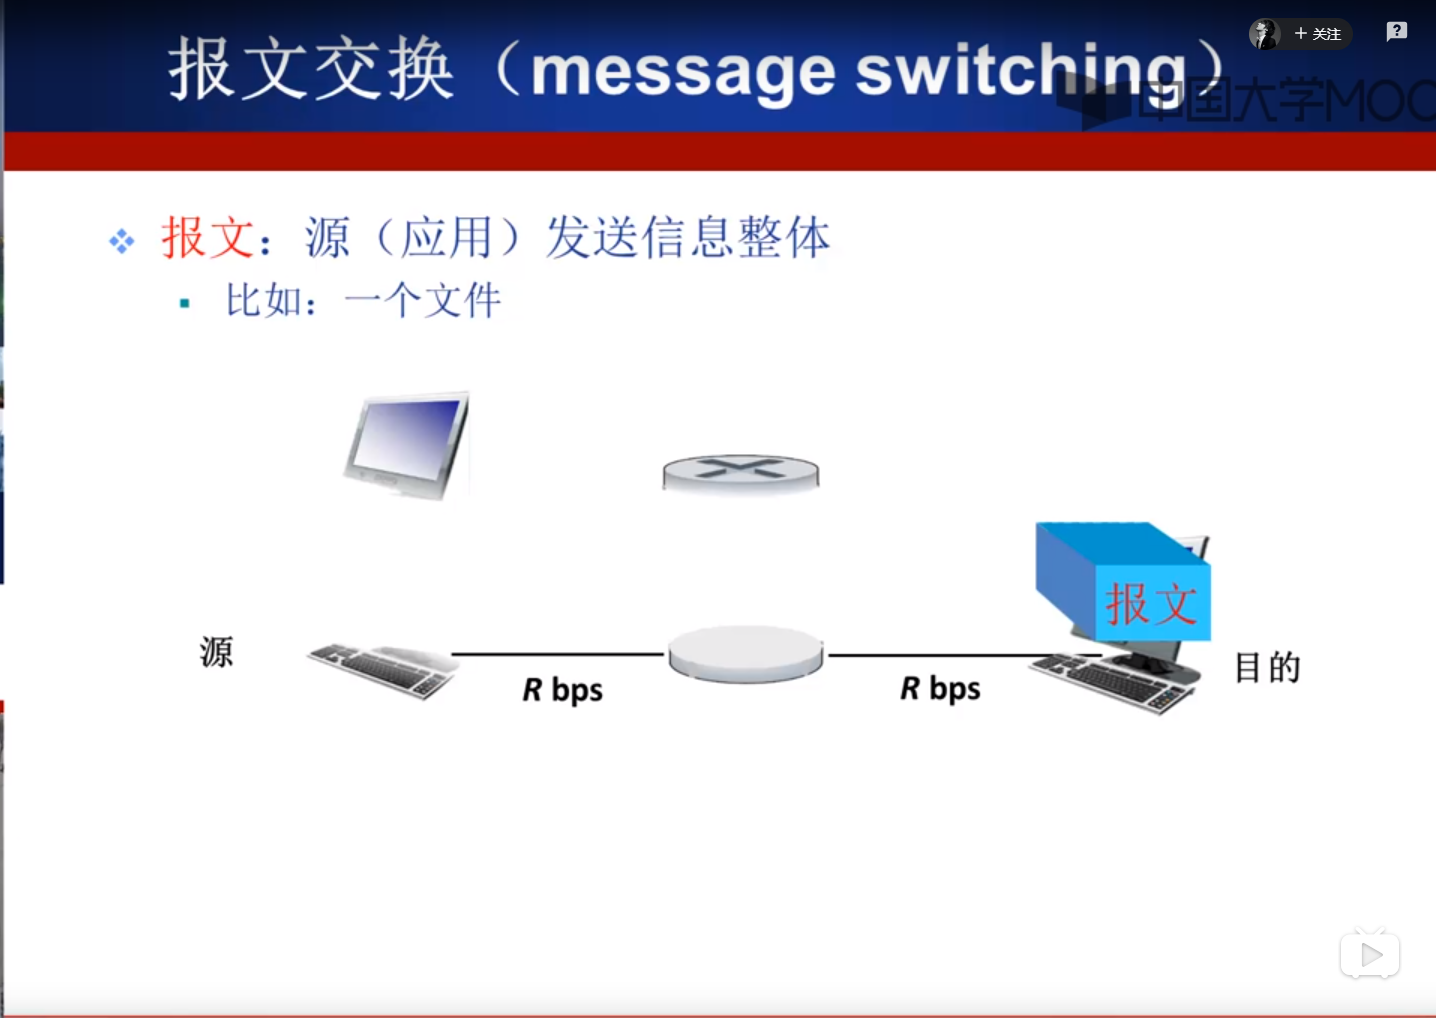 报文交换（message switching）
+ 关注
?
中国大学MOOC
报文：源（应用）发送信息整体
比如：一个文件
报文
源
R bps
R bps
目的